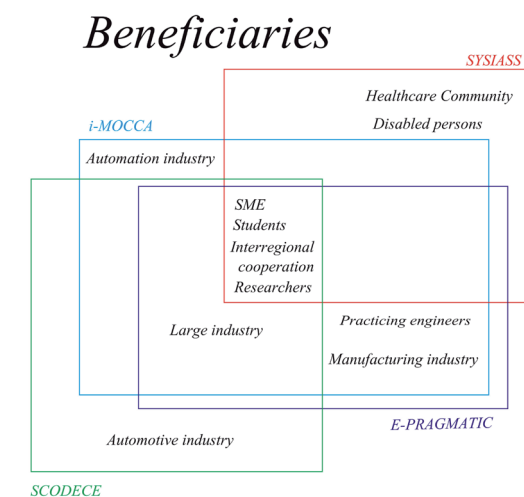 Beneficiaries
SYSIASS
Healthcare Community
i-MOCCA
Disabled persons
Automation industry
SME
Students
Interregional
cooperation
Researchers
Large industry
Practicing engineers
Manufacturing industry
E-PRAGMATIC
Automotive industry
SCODECE